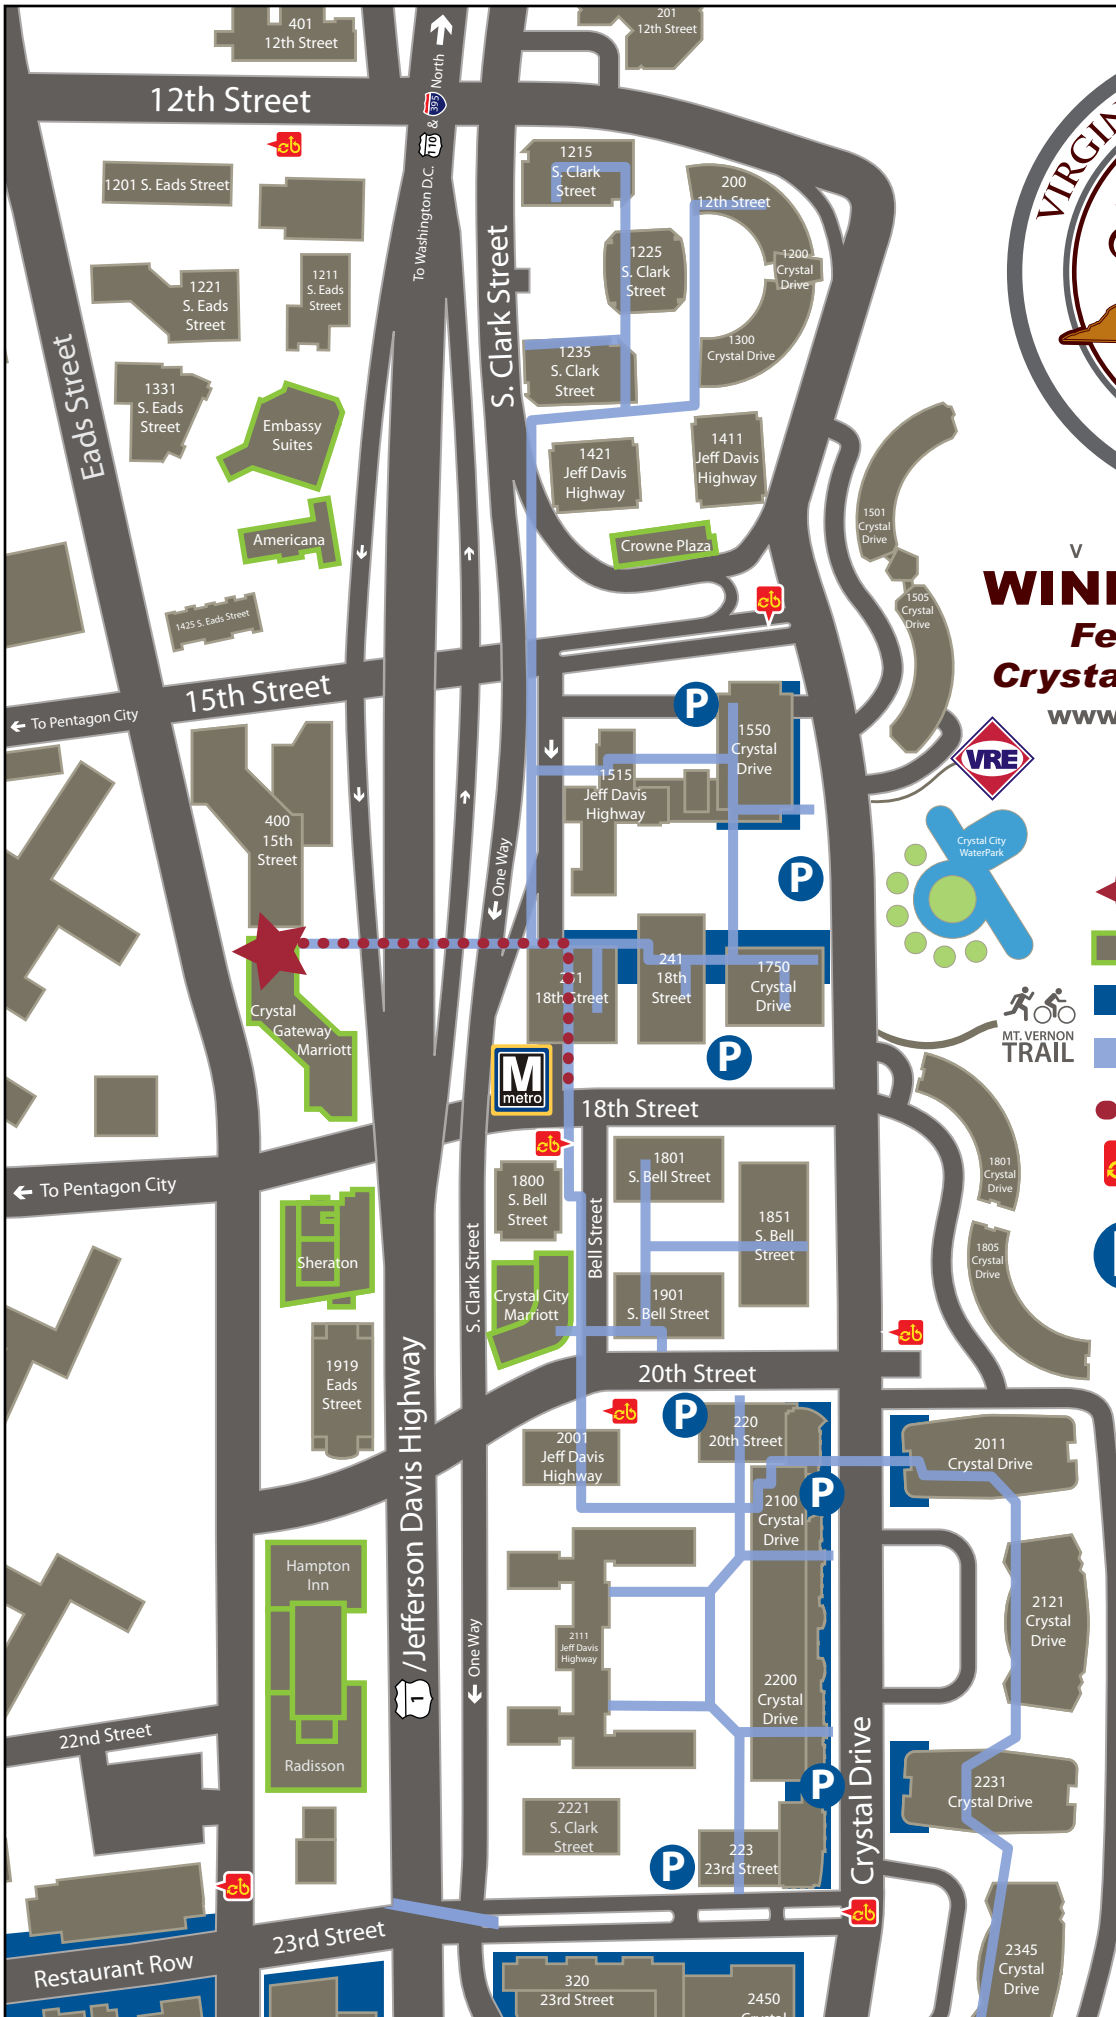 401
12th Street
201
12th Street
12th Street
To Washington D.C.
110
&
395
North
1201 S. Eads Street
1215
S. Clark
Street
200
12th Street
VIRGIN
1221
S. Eads
Street
1211
S. Eads
Street
1225
S. Clark
Street
1200
Crystal
Drive
S. Clark Street
Eads Street
1331
S. Eads
Street
Embassy
Suites
1235
S. Clark
Street
1300
Crystal Drive
1421
Jeff Davis
Highway
1411
Jeff Davis
Highway
Americana
Crowne Plaza
1501
Crystal
Drive
1505
Crystal
Drive
1425 S. Eads Street
V
WIN
Fe
Crysta
www
15th Street
To Pentagon City
P
1550
Crystal
Drive
VRE
1515
Jeff Davis
Highway
400
15th
Street
One Way
P
Crystal City
WaterPark
18th Street
241
18th
Street
1750
Crystal
Drive
Crystal
Gateway
Marriott
MT. VERNON
TRAIL
P
M
metro
18th Street
To Pentagon City
1800
S. Bell
Street
1801
S. Bell Street
1851
S. Bell
Street
1801
Crystal
Drive
1805
Crystal
Drive
Bell Street
S. Clark Street
Sheraton
Crystal City
Marriott
1901
S. Bell Street
1919
Eads
Street
20th Street
P
220
20th Street
2001
Jeff Davis
Highway
2011
Crystal Drive
2100
Crystal
Drive
P
1
/Jefferson Davis Highway
Hampton
Inn
2111
Jeff Davis
Highway
2121
Crystal
Drive
One Way
2200
Crystal
Drive
22nd Street
Radisson
P
2231
Crystal Drive
Crystal Drive
2221
S. Clark
Street
P
223
23rd Street
23rd Street
Restaurant Row
320
23rd Street
2450
2345
Crystal
Drive